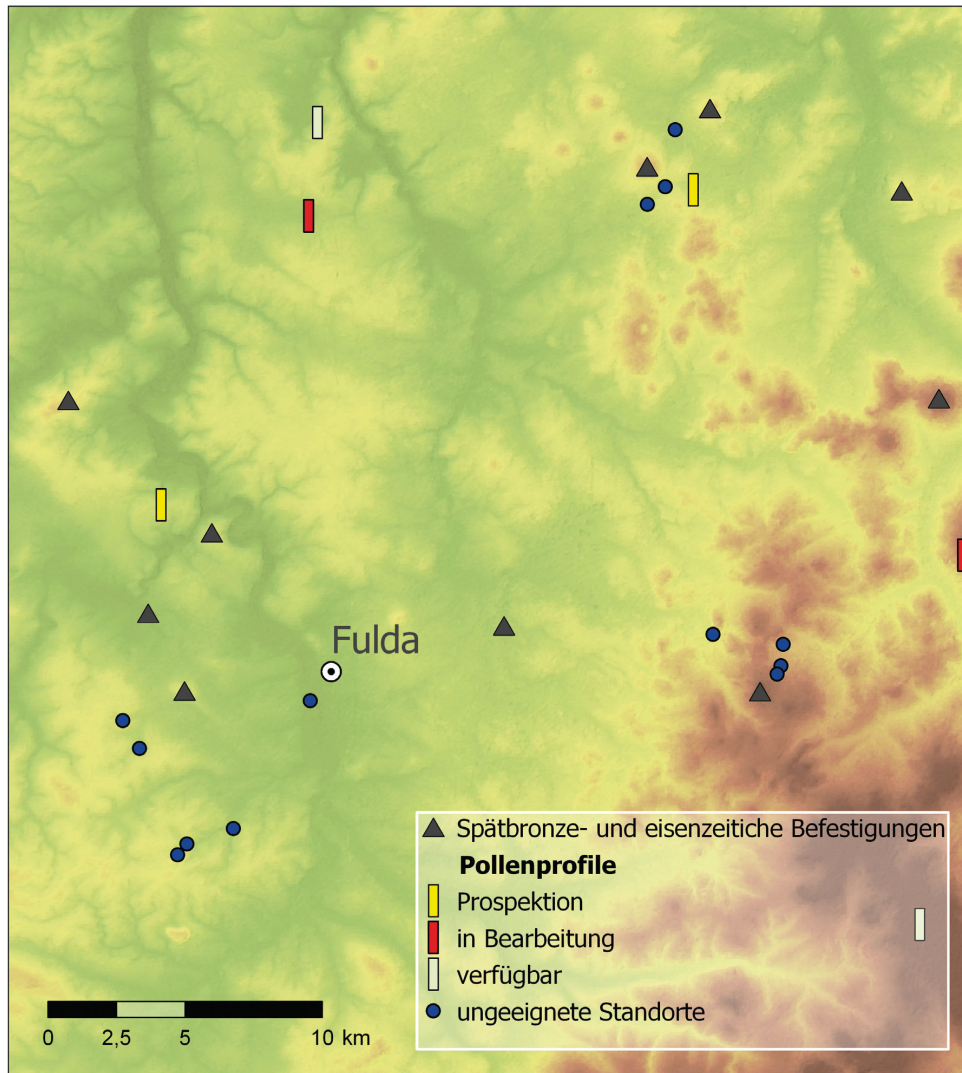 Fulda
Spätbronze- und eisenzeitiche Befestigungen
Pollenprofile
Prospektion
in Bearbeitung
verfügbar
ungeeignete Standorte
0 2,5 5 10 km